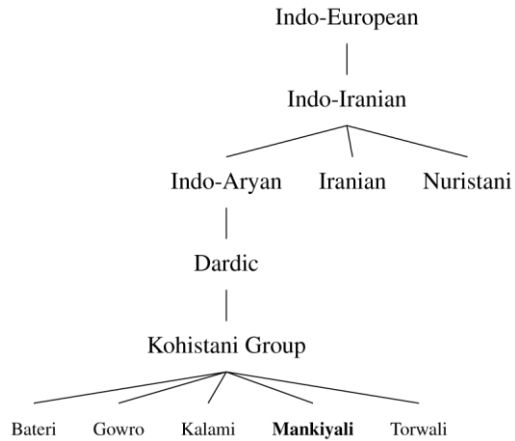 Indo-European
Indo-Iranian
Indo-Aryan Iranian Nuristani
Dardic
Kohistani Group
Bateri Gowro Kalami Mankiyali Torwali